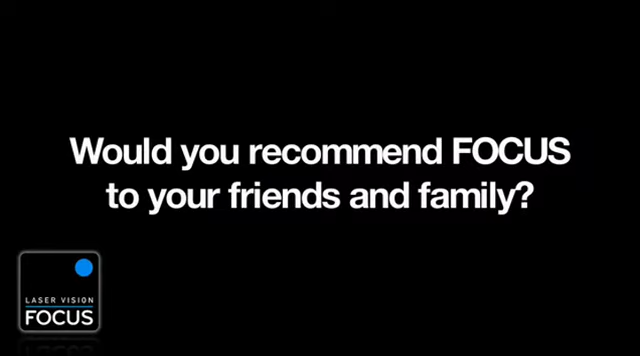 Would you recommend FOCUS
to your friends and family?
LASER VISION
FOCUS